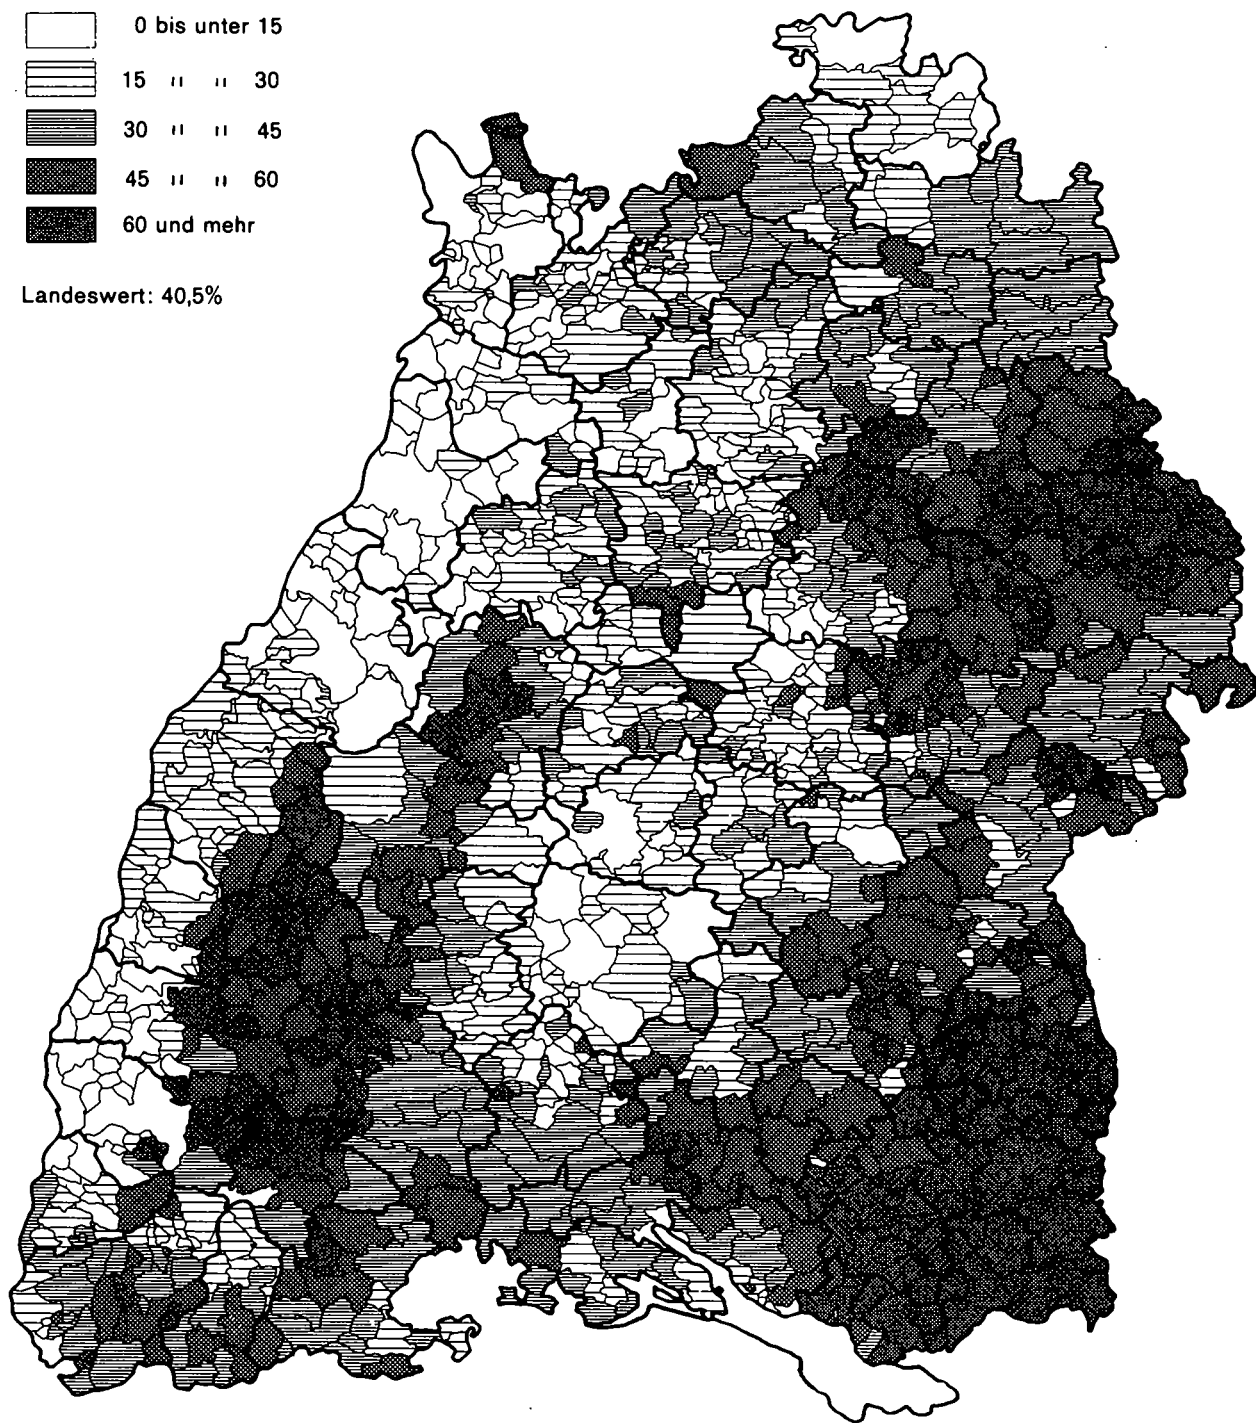 0 bis unter 15
15 " " 30
30 " " 45
45 " " 60
60 und mehr
Landeswert: 40,5%